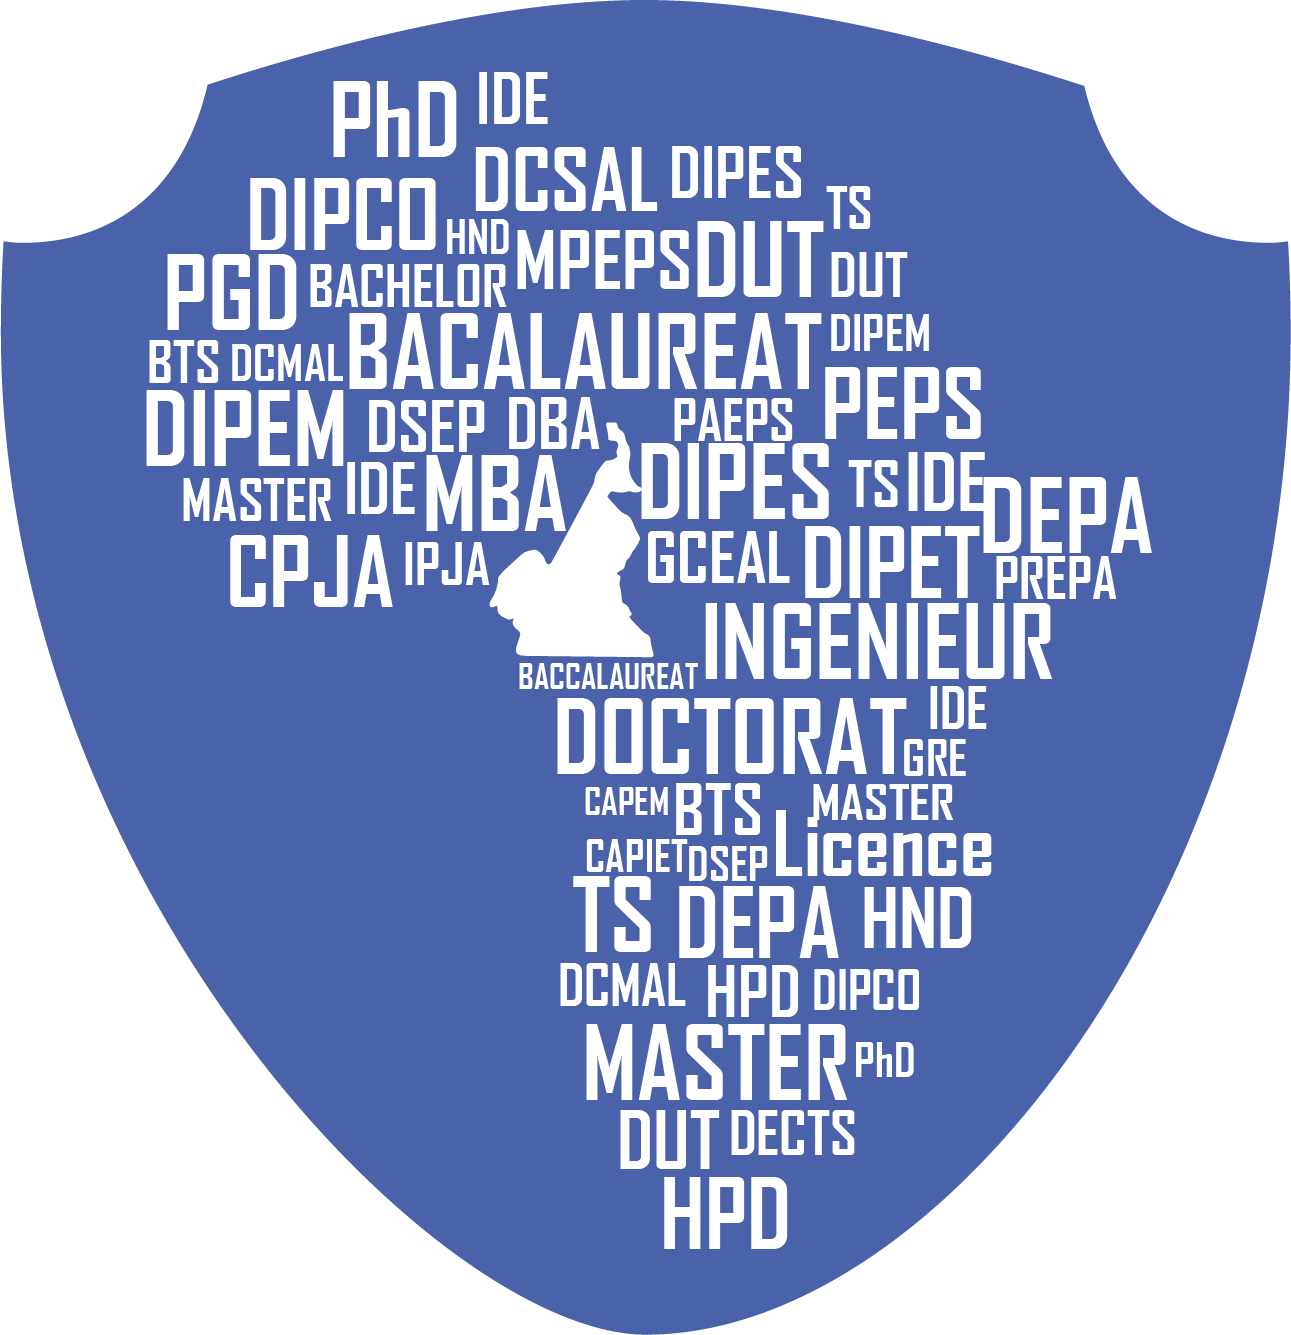 PhD IDE
DCSAL DIPES
DIPCO HND TS
MPEPS DUT DUT
PGD BACHELOR
BACALAUREAT DIPEM
BTS DCMAL
DIPEM DSEP DBA PAEPS PEPS
MASTER IDE MBA DIPES TS IDE DEPA
CPJA IPJA GCEAL DIPET PREPA
INGENIEUR
BACCALAUREAT
DOCTORAT IDE
GRE
CAPEM BTS MASTER
CAPIET DSEP Licence
TS DEPA HND
DCMAL HPD DIPCO
MASTER PhD
DUT DECTS
HPD